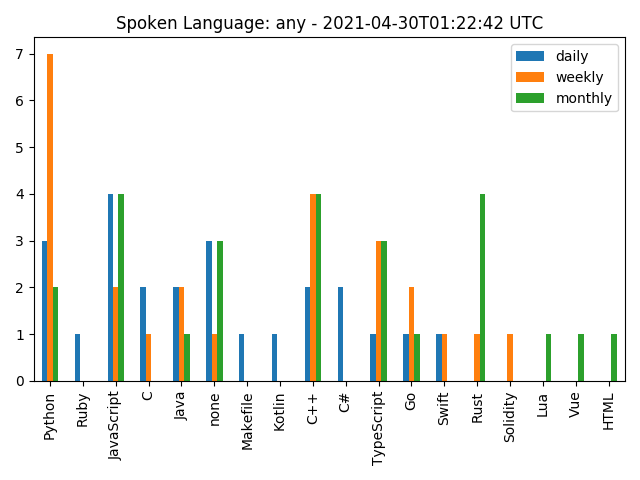 Spoken Language: any - 2021-04-30T01:22:42 UTC
daily
weekly
monthly
7
6
5
4
3
2
1
0
Python
Ruby
JavaScript
C
Java
none
Makefile
Kotlin
C++
C#
TypeScript
Go
Swift
Rust
Solidity
Lua
Vue
HTML